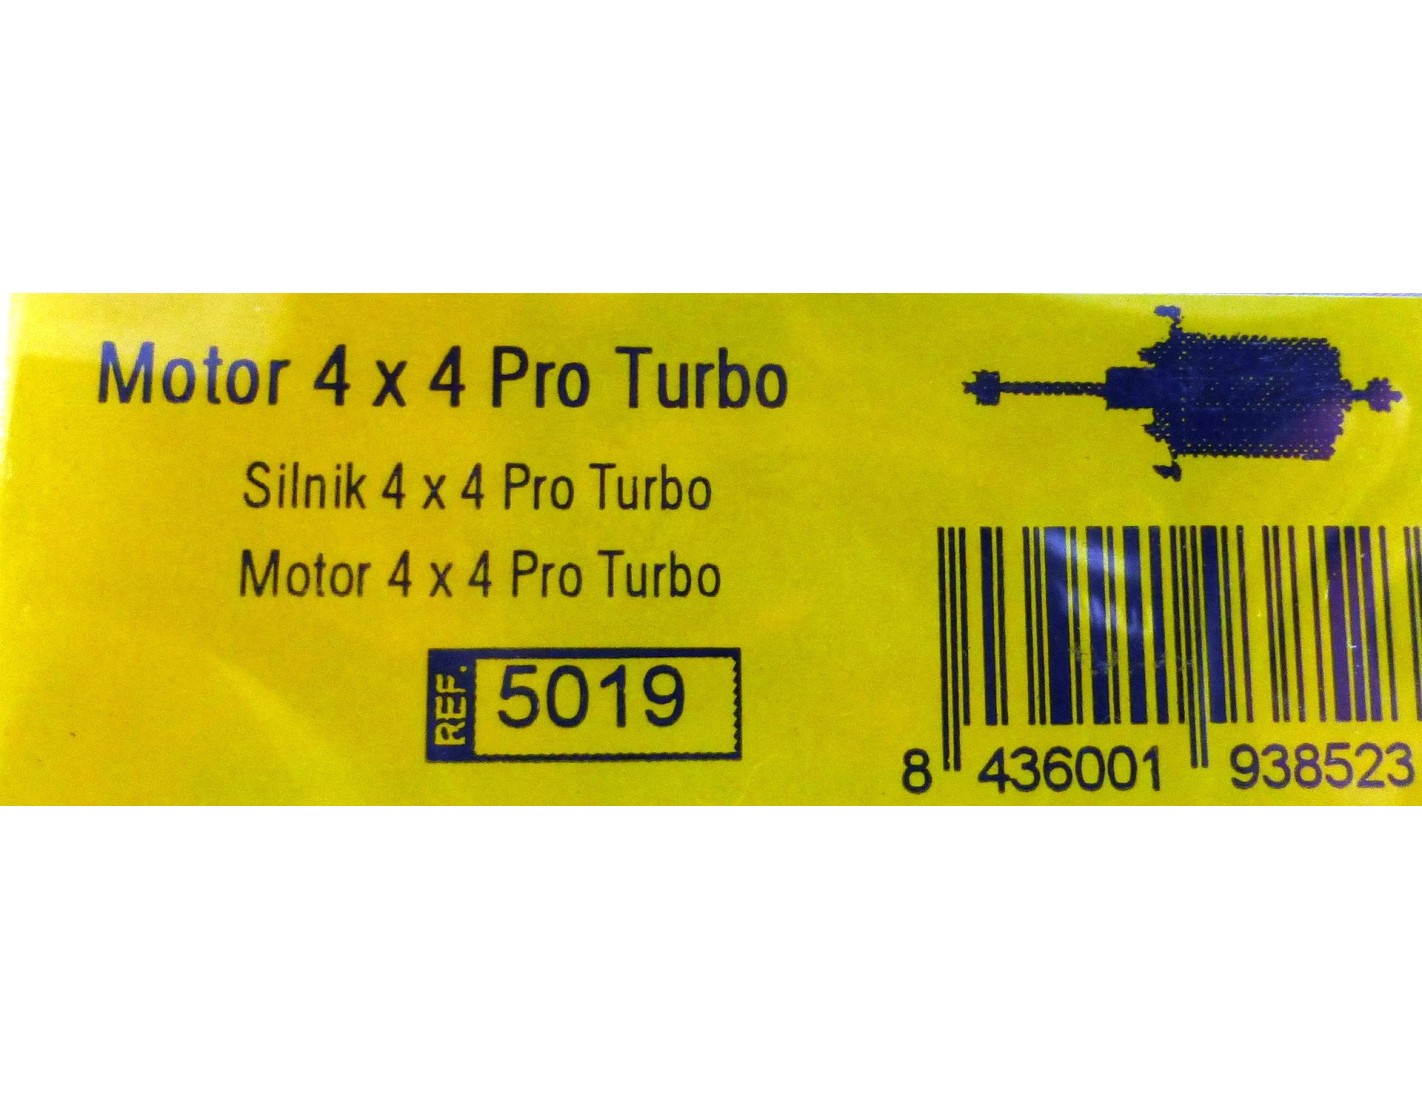 Motor 4 x 4 Pro Turbo
Silnik 4 x 4 Pro Turbo
Motor 4 x 4 Pro Turbo
REF. 5019
8 436001 938523